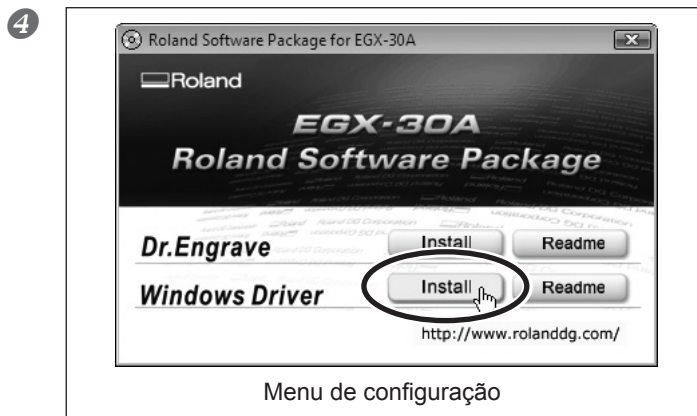 4
Roland Software Package for EGX-30A
Roland
EGX-30A
Roland Software Package
Dr.Engrave Install Readme
Windows Driver Install Readme
http://www.rolanddg.com/
Menu de configuração